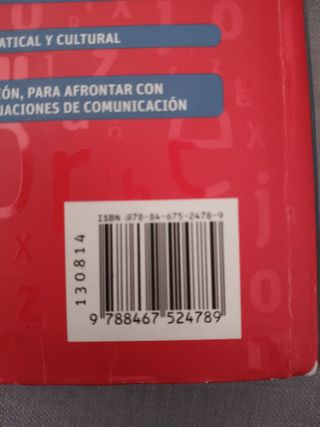 ATICAL Y CULTURAL
IÓN, PARA AFRONTAR CON
UACIONES DE COMUNICACIÓN
ISBN 978-84-675-2478-9
130814
9 788467 524789